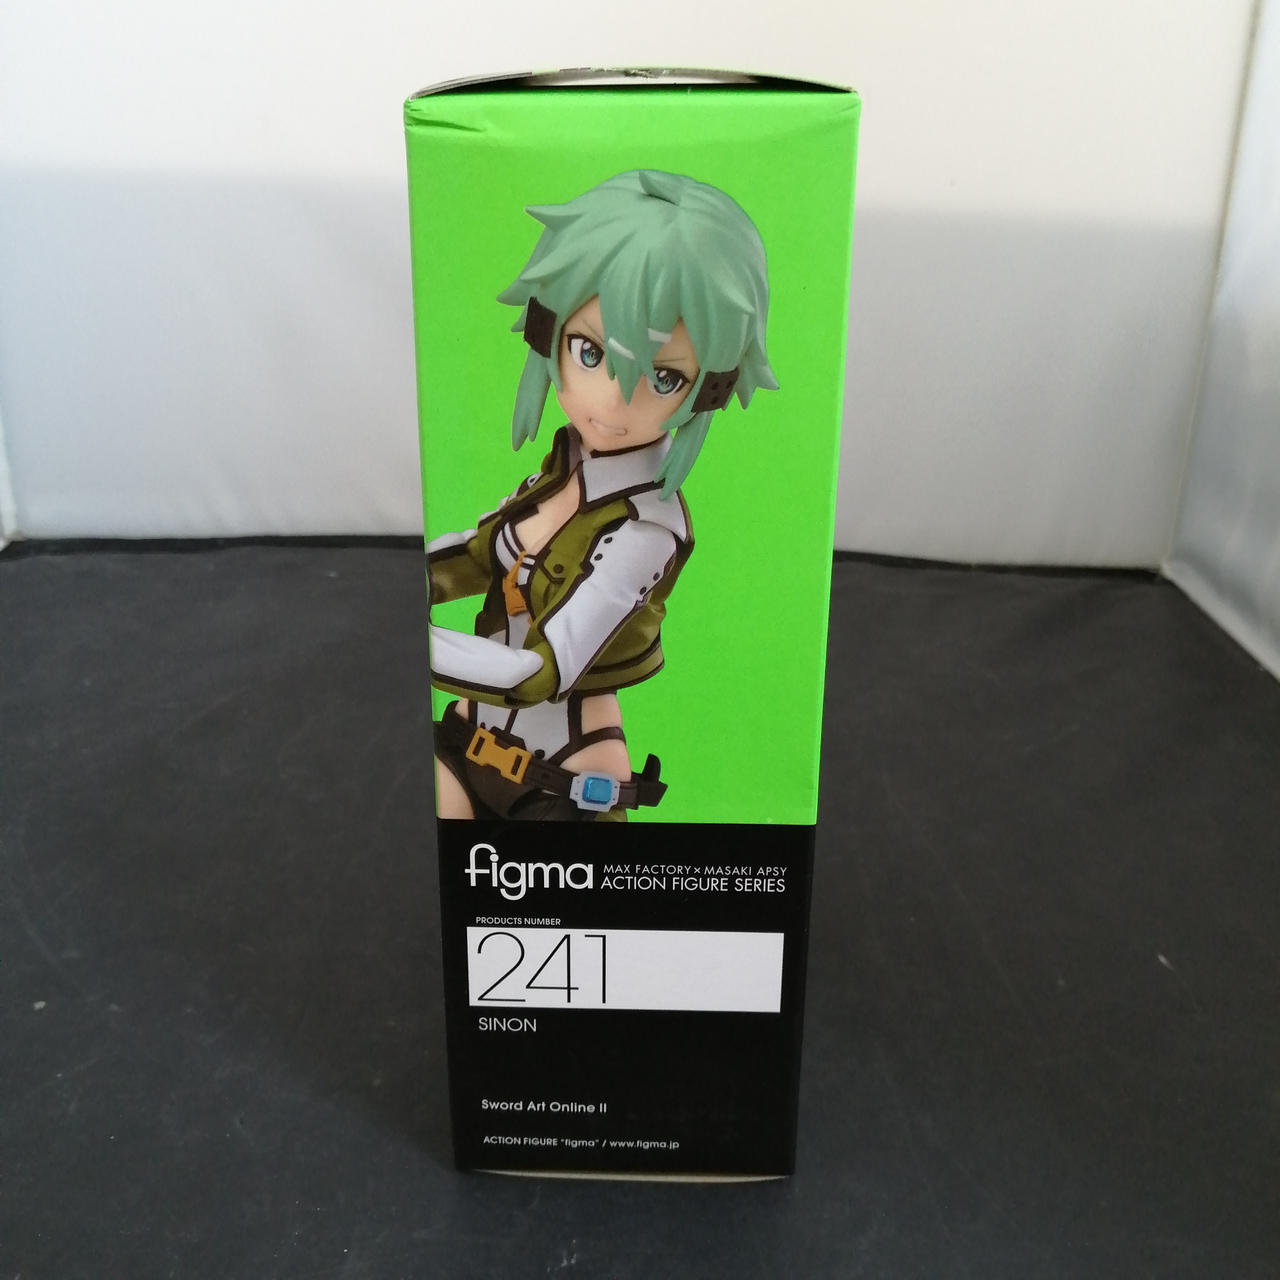 figma MAX FACTORY × MASAKI APSY
ACTION FIGURE SERIES
PRODUCTS NUMBER
241
SINON
Sword Art Online II
ACTION FIGURE "figma" / www.figma.jp